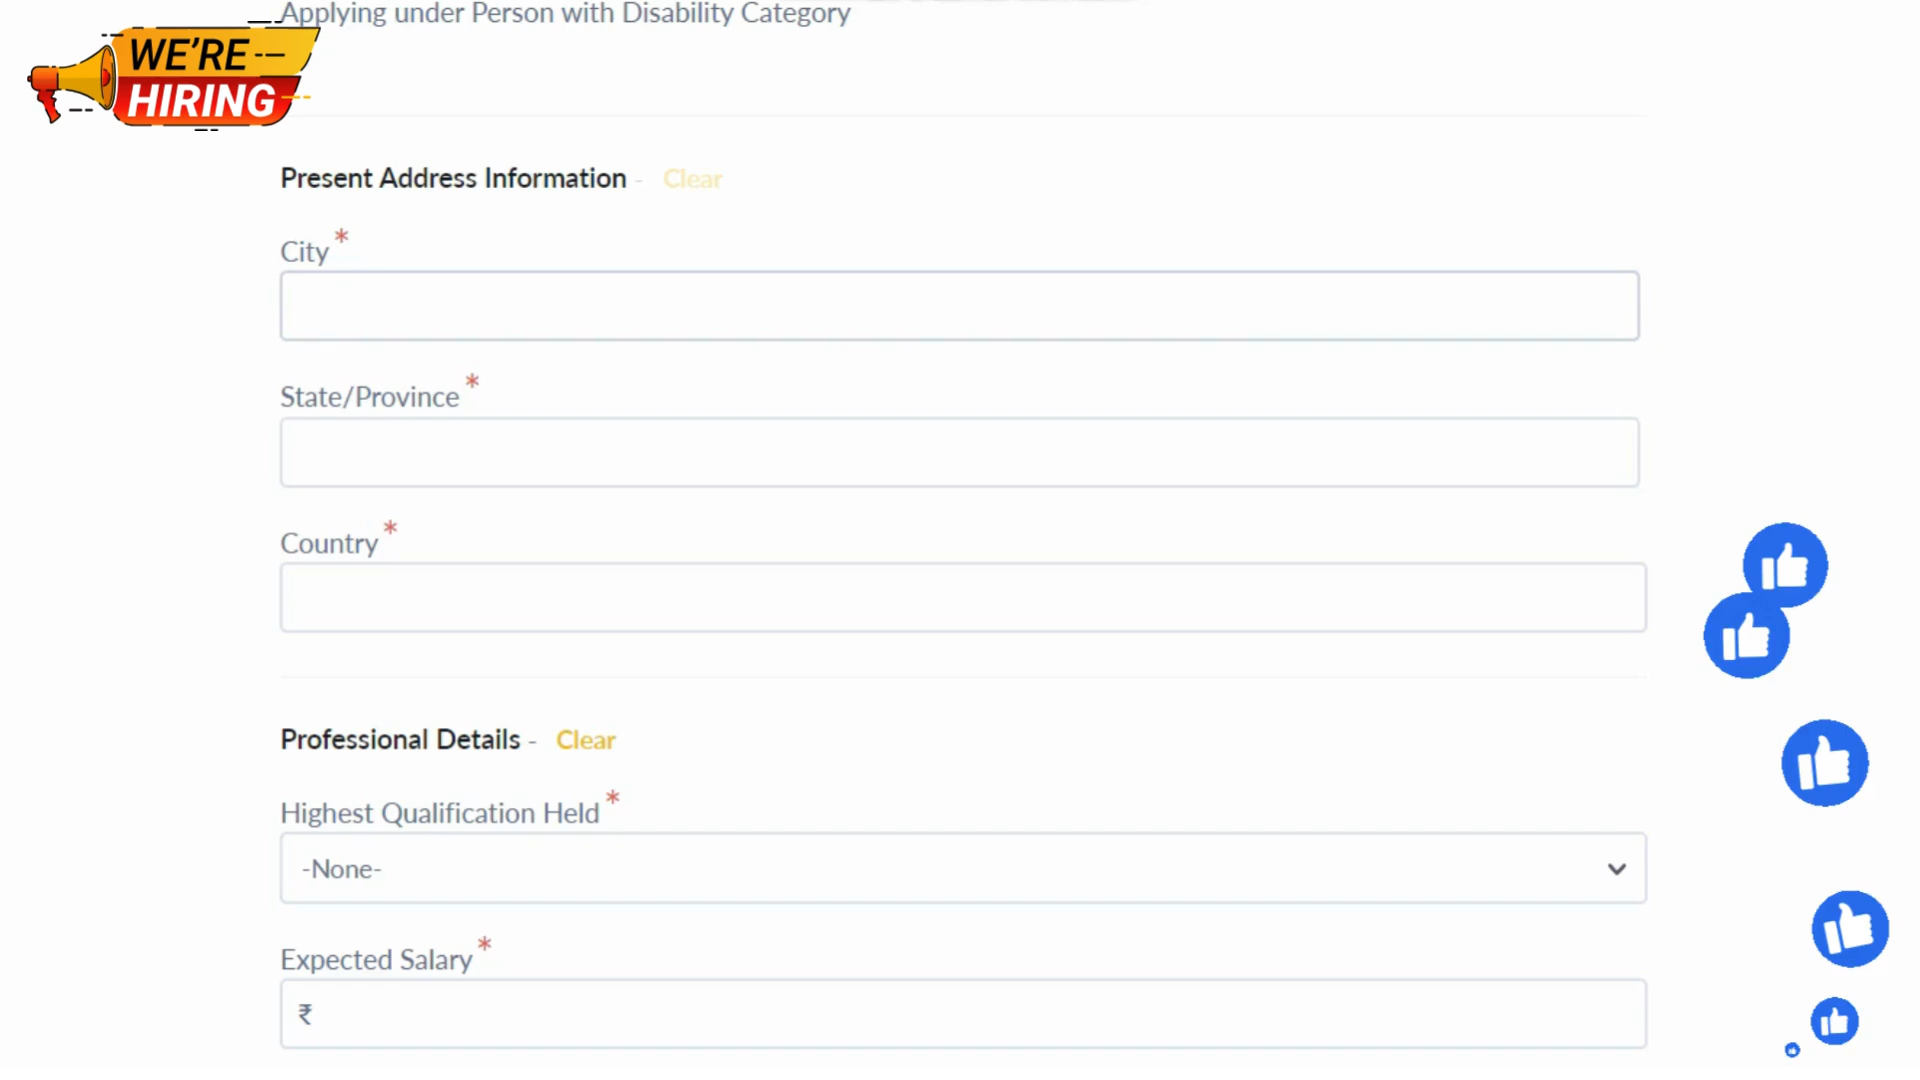 Applying under Person with Disability Category
WE'RE
HIRING
Present Address Information - Clear
City *
State/Province *
Country *
Professional Details - Clear
Highest Qualification Held *
-None-
Expected Salary *
₹